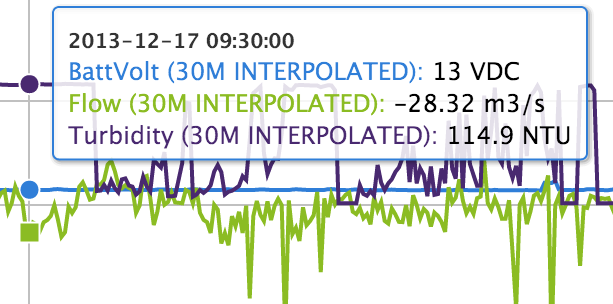 2013-12-17 09:30:00
BattVolt (30M INTERPOLATED): 13 VDC
Flow (30M INTERPOLATED): -28.32 m3/s
Turbidity (30M INTERPOLATED): 114.9 NTU